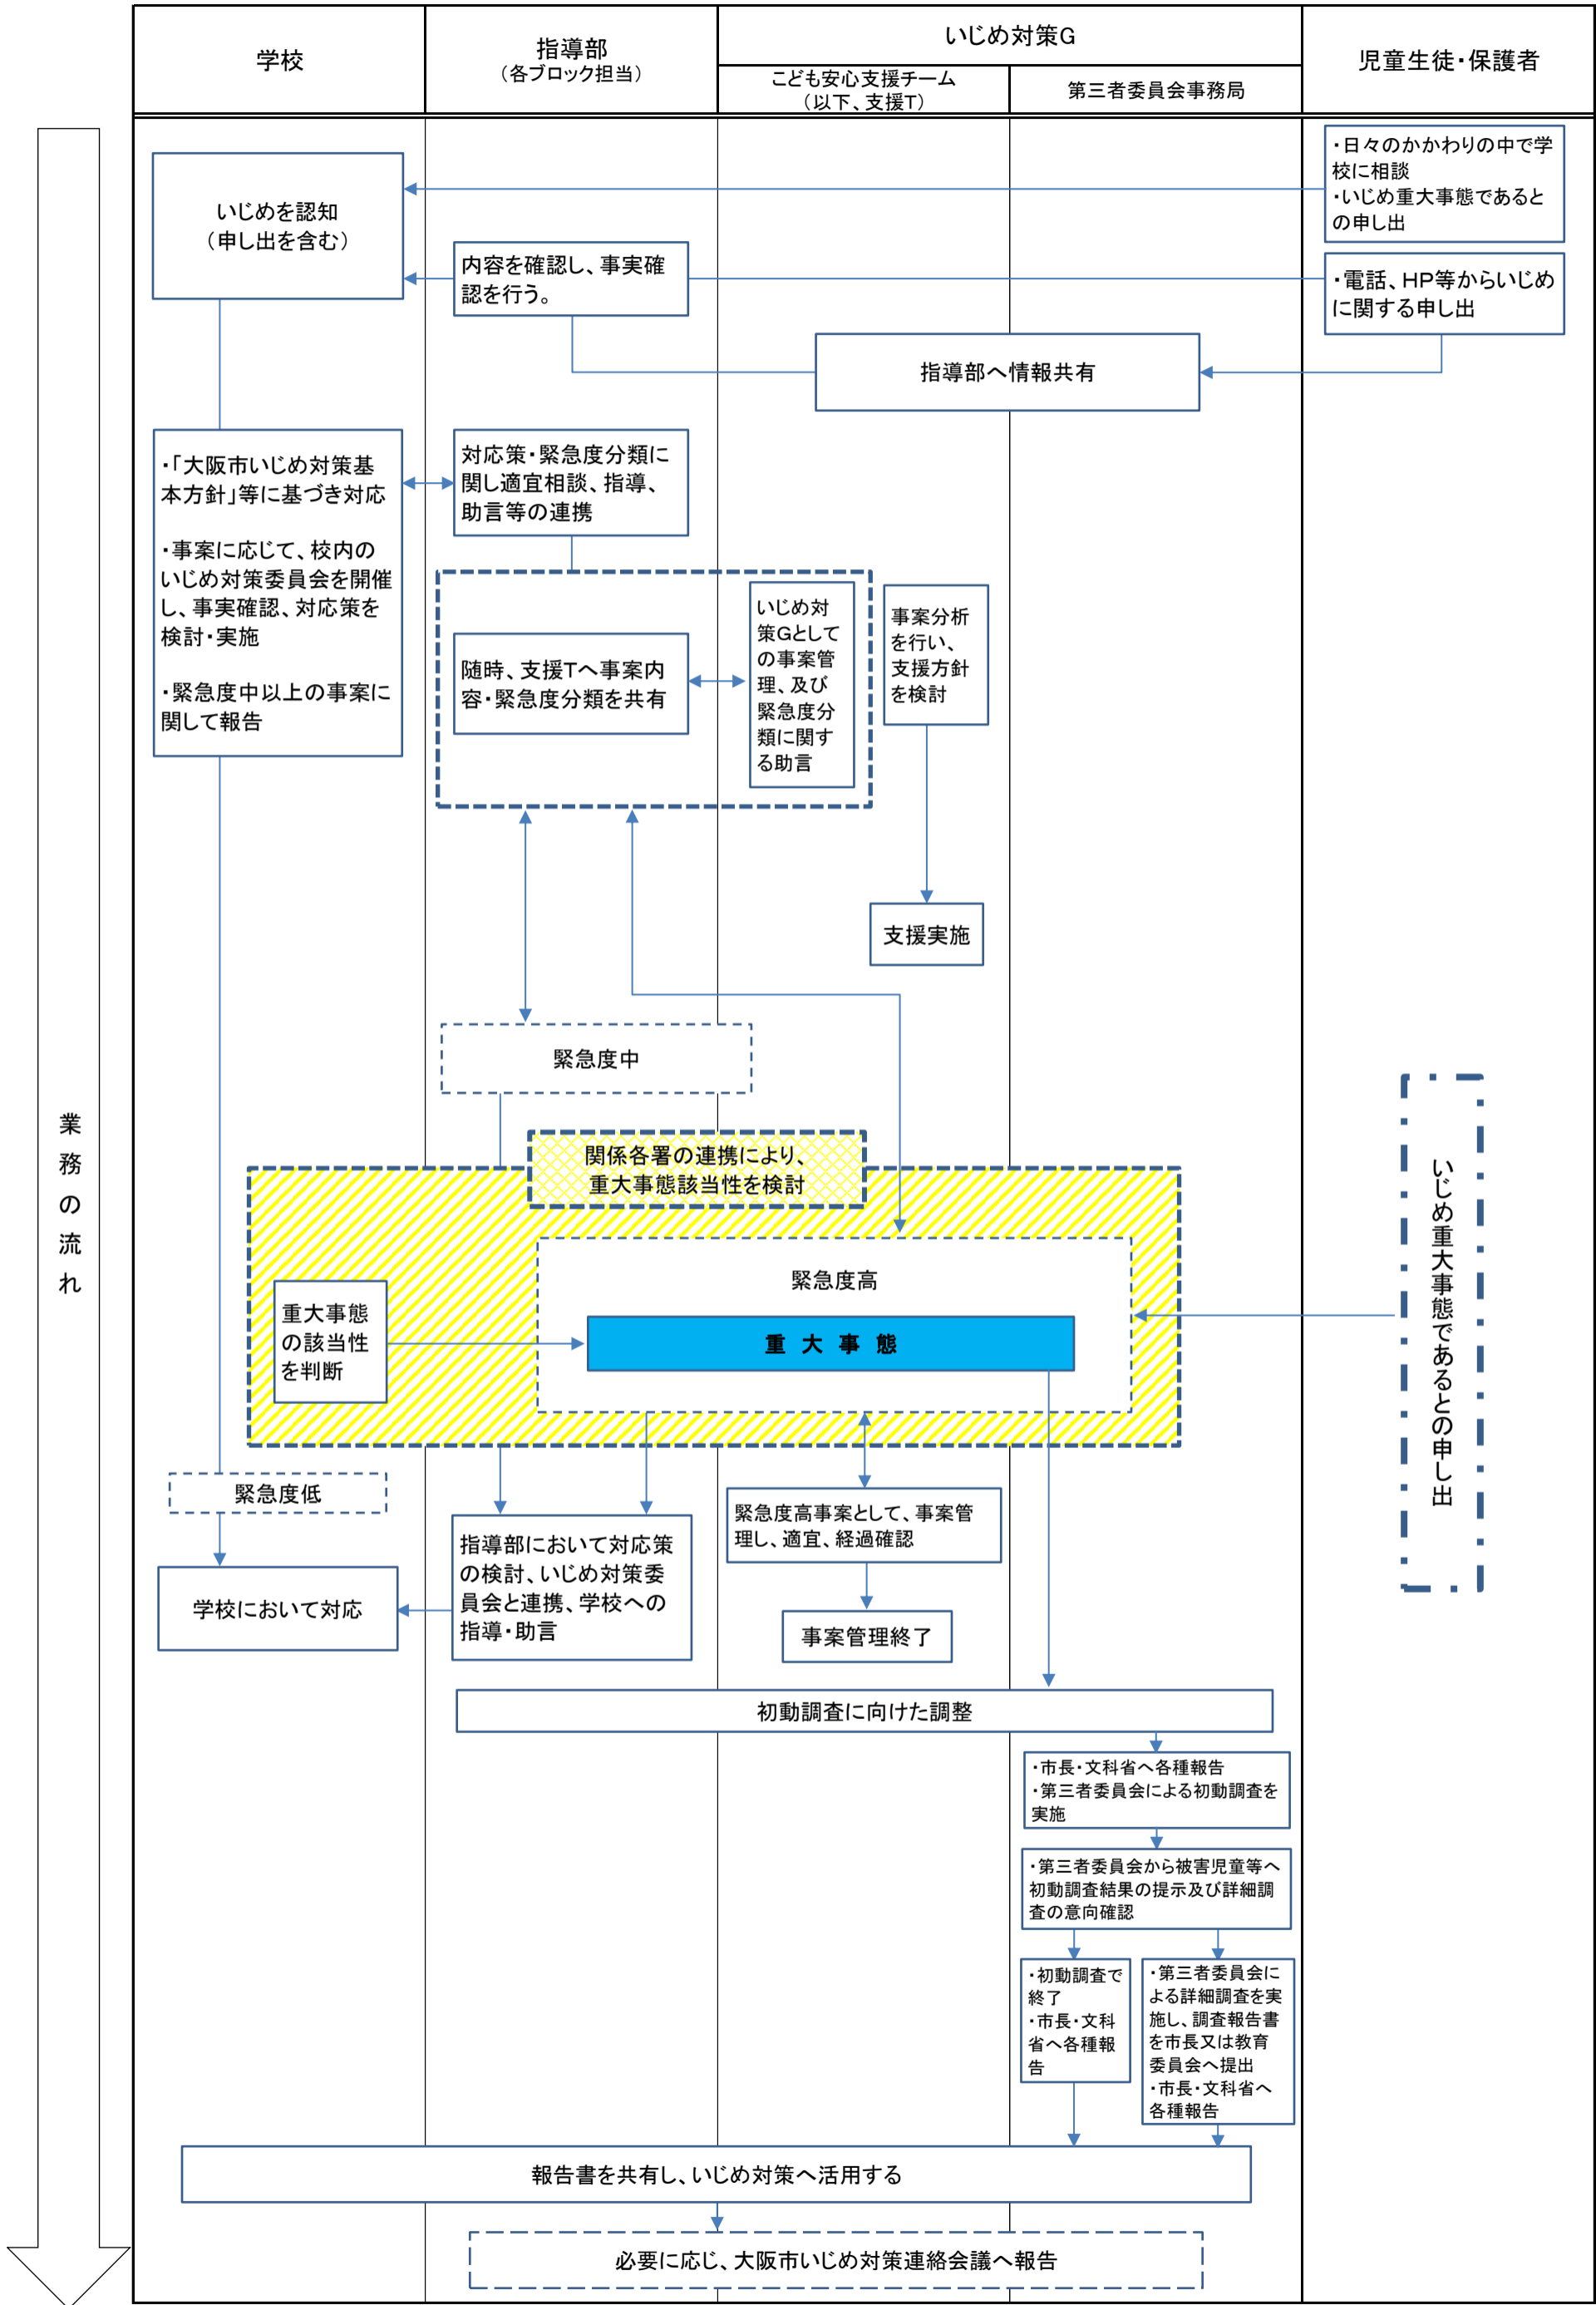 学校
指導部
（各ブロック担当）
いじめ対策G
こども安心支援チーム
（以下、支援T）
第三者委員会事務局
児童生徒・保護者
・日々のかかわりの中で学
校に相談
・いじめ重大事態であると
の申し出
いじめを認知
（申し出を含む）
内容を確認し、事実確
認を行う。
・電話、HP等からいじめ
に関する申し出
指導部へ情報共有
・「大阪市いじめ対策基
本方針」等に基づき対応
・事案に応じて、校内の
いじめ対策委員会を開催
し、事実確認、対応策を
検討・実施
・緊急度中以上の事案に
関して報告
対応策・緊急度分類に
関し適宜相談、指導、
助言等の連携
随時、支援Tへ事案内
容・緊急度分類を共有
いじめ対
策Gとして
の事案管
理、及び
緊急度分
類に関す
る助言
事案分析
を行い、
支援方針
を検討
支援実施
緊急度中
業務の流れ
関係各署の連携により、
重大事態該当性を検討
緊急度高
重大事態
の該当性
を判断
重大事態
いじめ重大事態であるとの申し出
緊急度低
学校において対応
指導部において対応策
の検討、いじめ対策委
員会と連携、学校への
指導・助言
緊急度高事案として、事案管
理し、適宜、経過確認
事案管理終了
初動調査に向けた調整
・市長・文科省へ各種報告
・第三者委員会による初動調査を
実施
・第三者委員会から被害児童等へ
初動調査結果の提示及び詳細調
査の意向確認
・初動調査で
終了
・市長・文科
省へ各種報
告
・第三者委員会に
よる詳細調査を実
施し、調査報告書
を市長又は教育
委員会へ提出
・市長・文科省へ
各種報告
報告書を共有し、いじめ対策へ活用する
必要に応じ、大阪市いじめ対策連絡会議へ報告